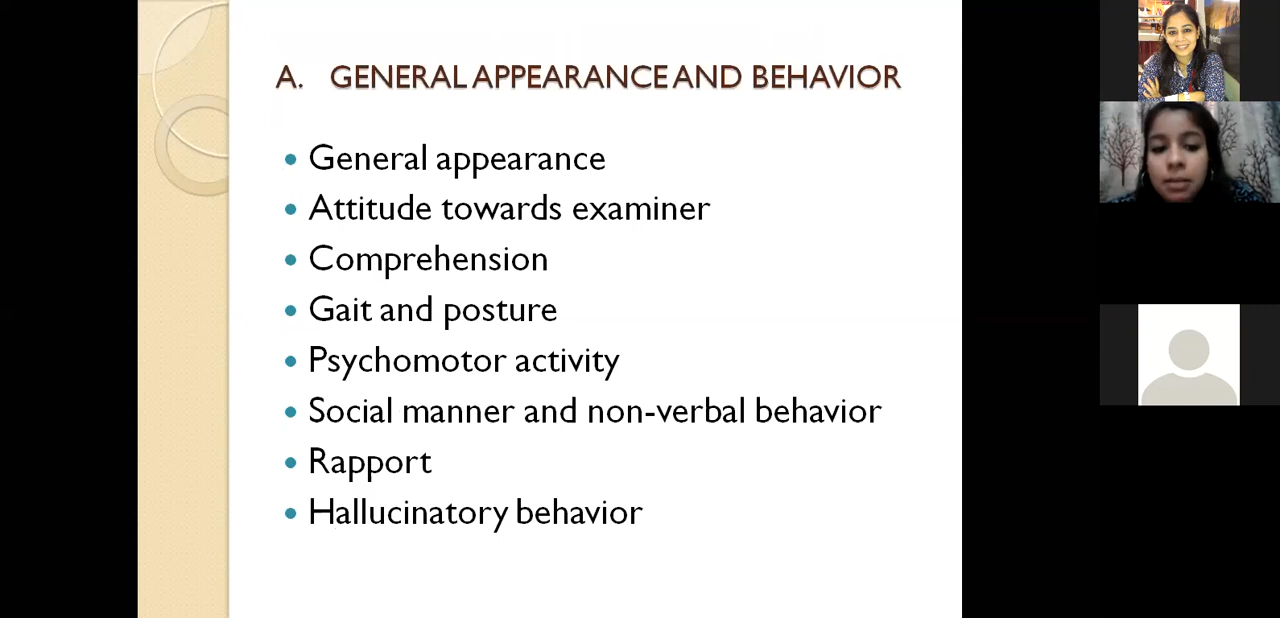 A. GENERAL APPEARANCE AND BEHAVIOR
• General appearance
• Attitude towards examiner
• Comprehension
• Gait and posture
• Psychomotor activity
• Social manner and non-verbal behavior
• Rapport
• Hallucinatory behavior